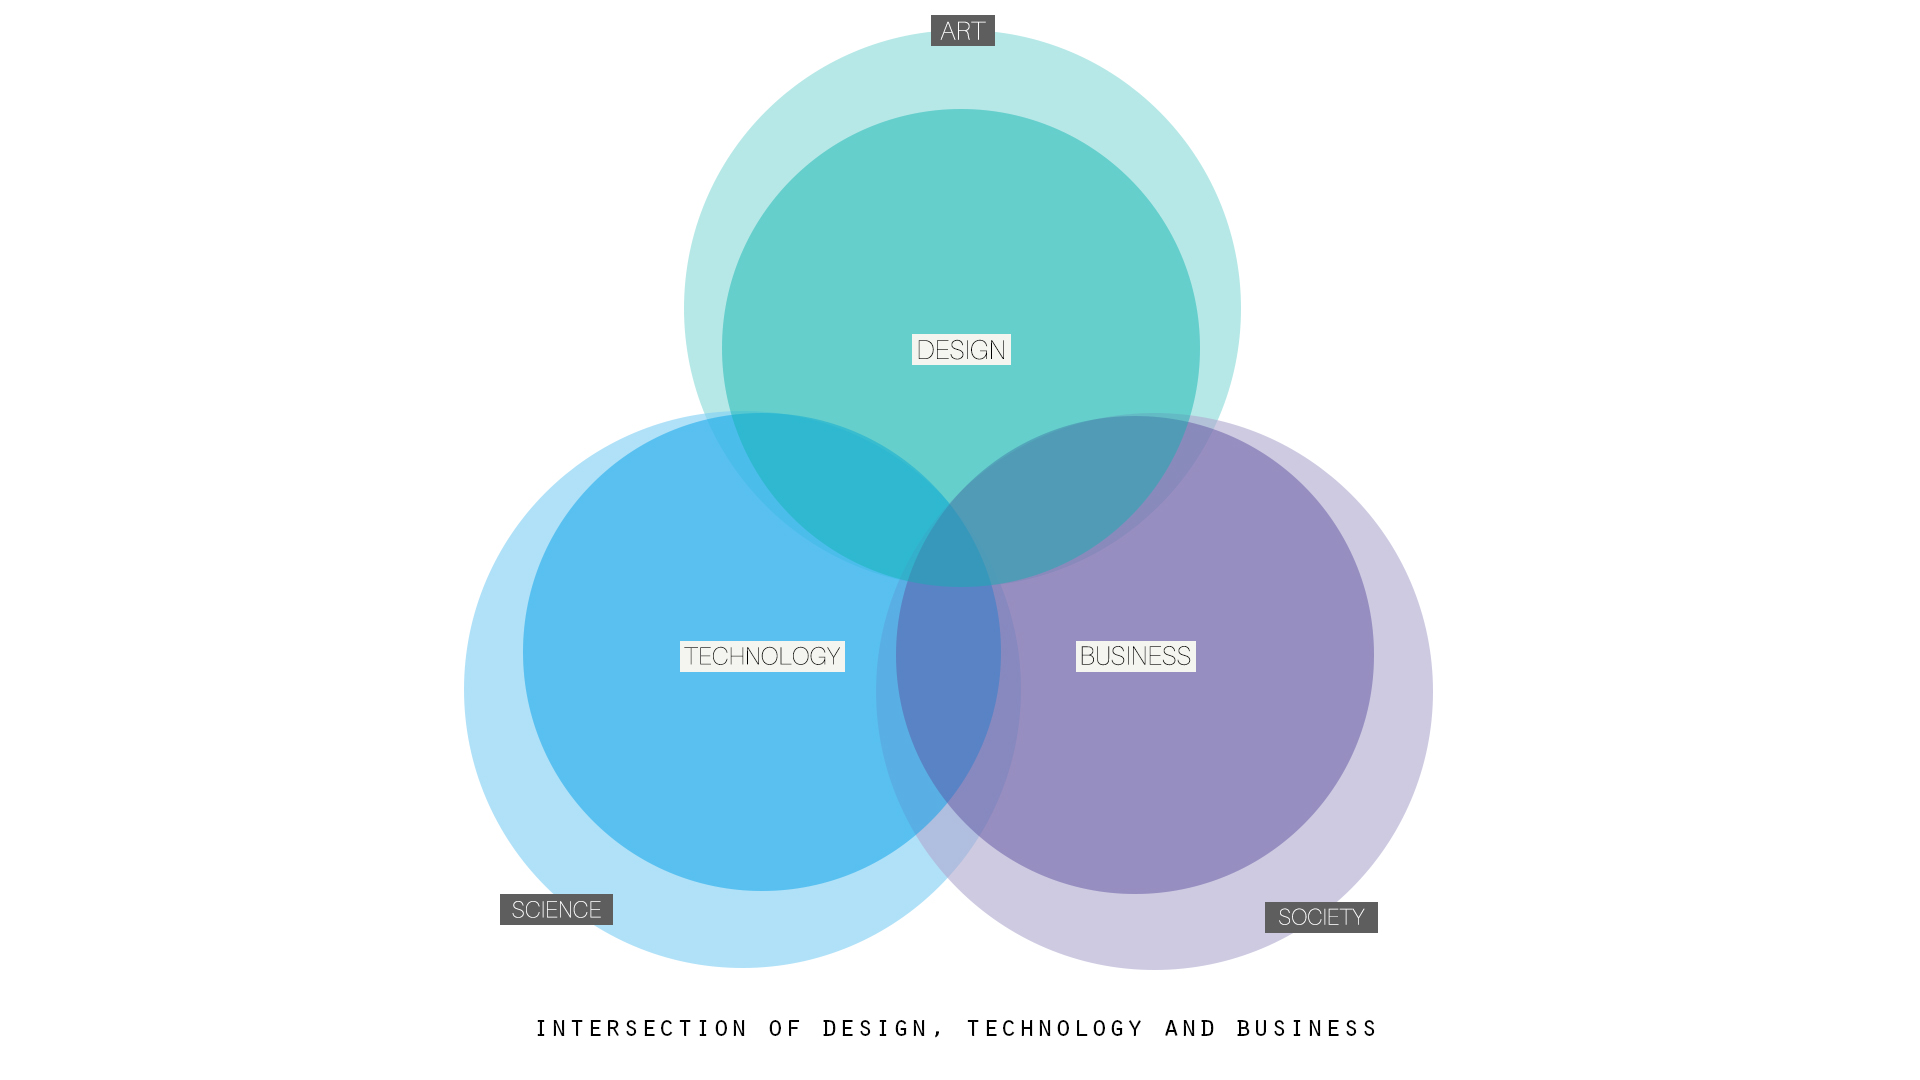 ART
DESIGN
TECHNOLOGY
BUSINESS
SCIENCE
SOCIETY
INTERSECTION OF DESIGN, TECHNOLOGY AND BUSINESS